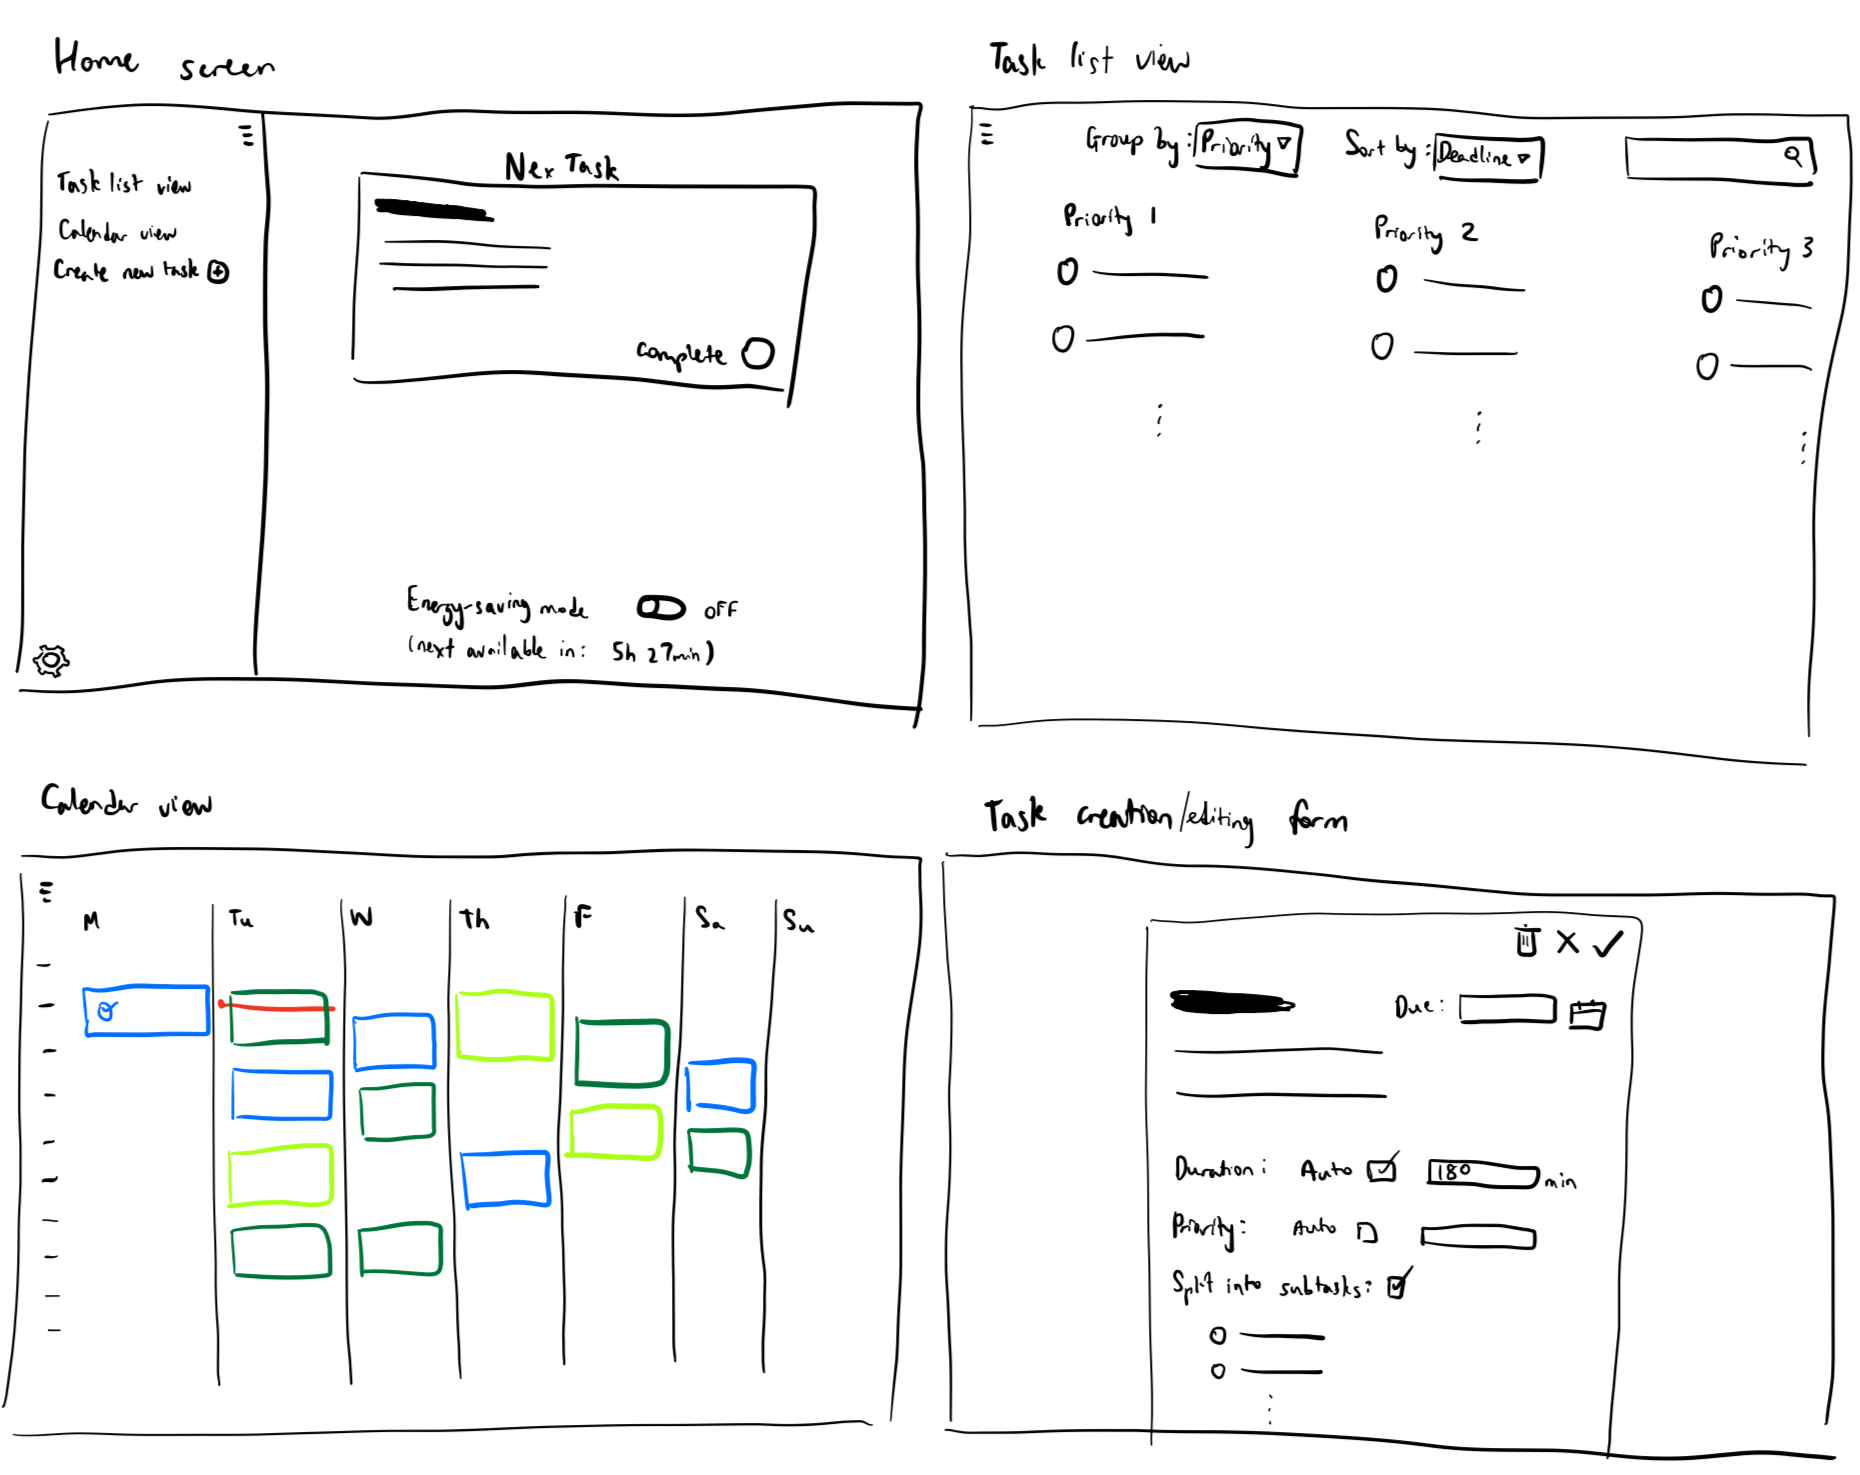 Home screen
Task list view
Calendar view
Create new task +
Nex Task
Complete
Energy-saving mode OFF
(next available in: 5h 27min)
Task list view
Group by: Priority
Sort by: Deadline
Priority 1
Priority 2
Priority 3
Calendar view
M Tu W Th F Sa Su
Task creation/editing form
Due:
Duration: Auto 180 min
Priority: Auto
Split into subtasks: